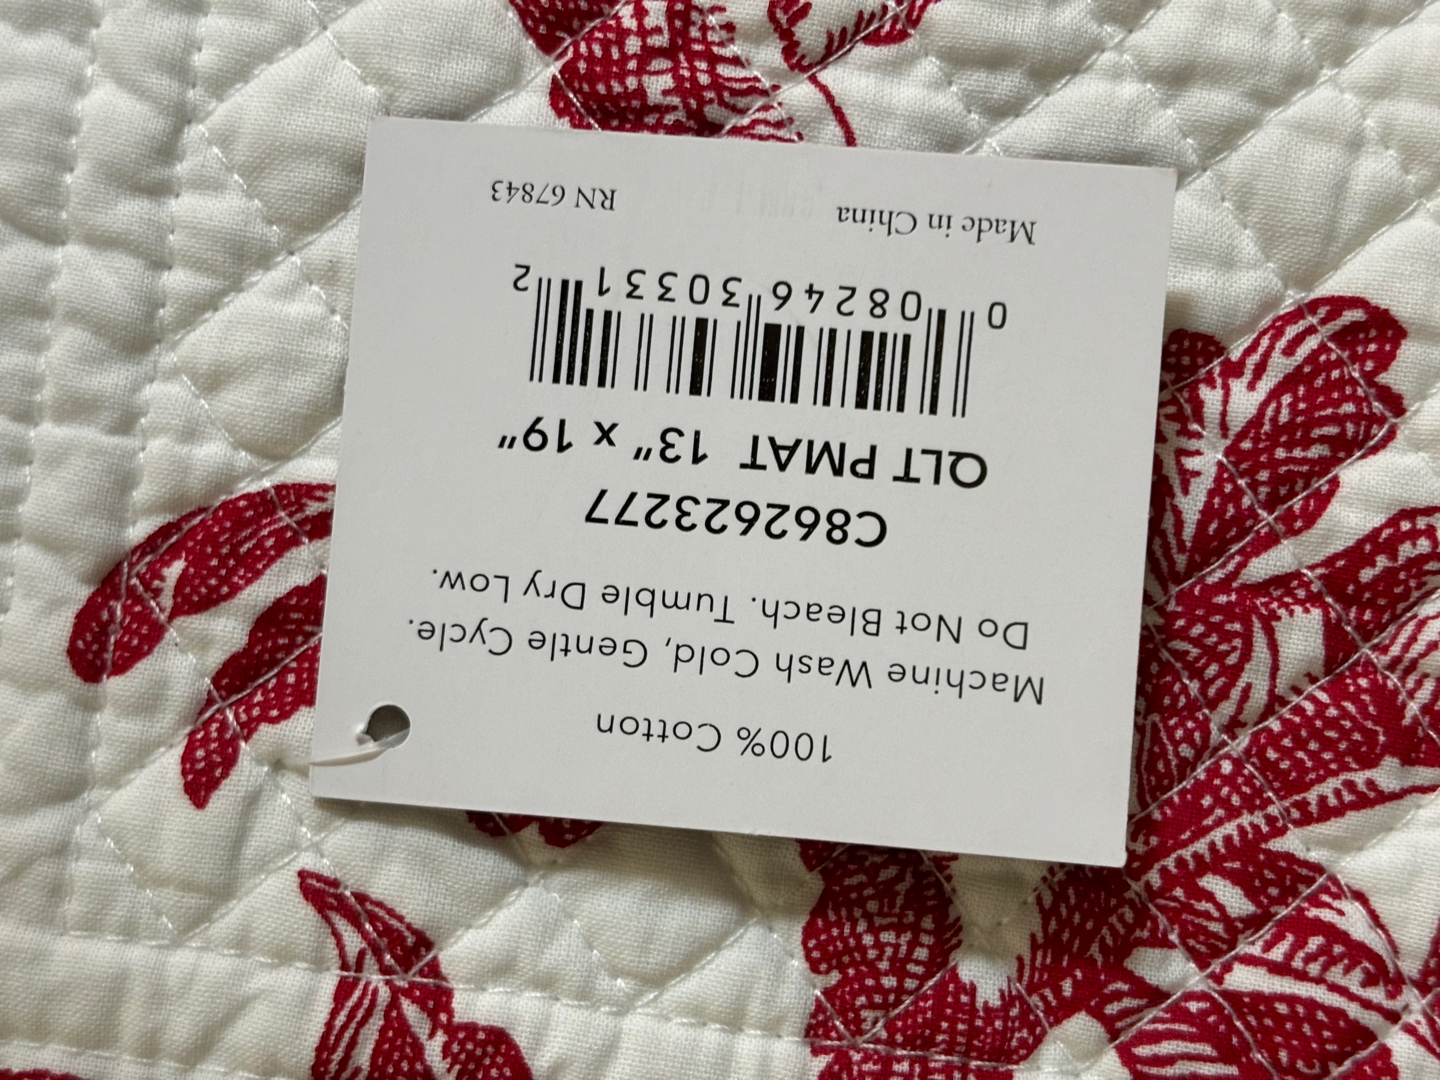 100% Cotton
Machine Wash Cold, Gentle Cycle.
Do Not Bleach. Tumble Dry Low.
C862623277
QLT PMAT 13" x 19"
0 08246 30331 2
Made in China RN 67843